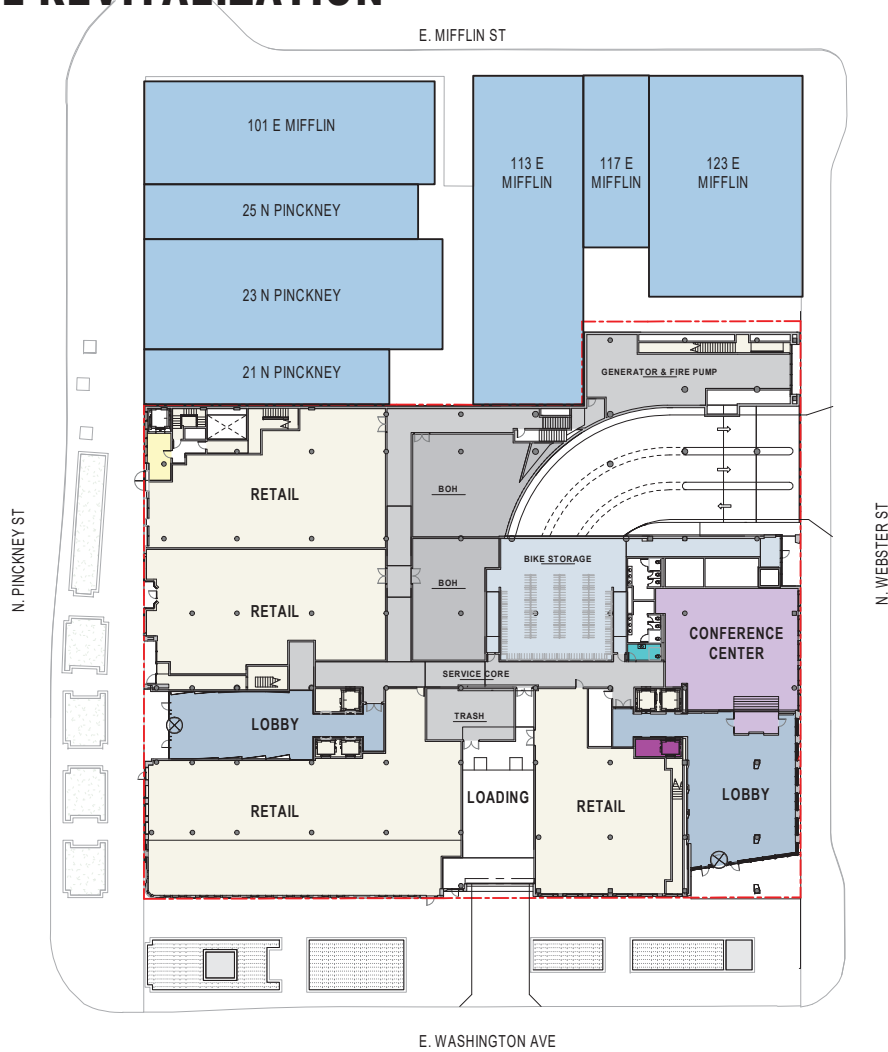 E. MIFFLIN ST
101 E MIFFLIN
113 E
MIFFLIN
117 E
MIFFLIN
123 E
MIFFLIN
25 N PINCKNEY
23 N PINCKNEY
21 N PINCKNEY
GENERATOR & FIRE PUMP
RETAIL
BOH
N. PINCKNEY ST
N. WEBSTER ST
BIKE STORAGE
BOH
RETAIL
CONFERENCE
CENTER
SERVICE CORE
TRASH
LOBBY
LOADING
RETAIL
RETAIL
LOBBY
E. WASHINGTON AVE